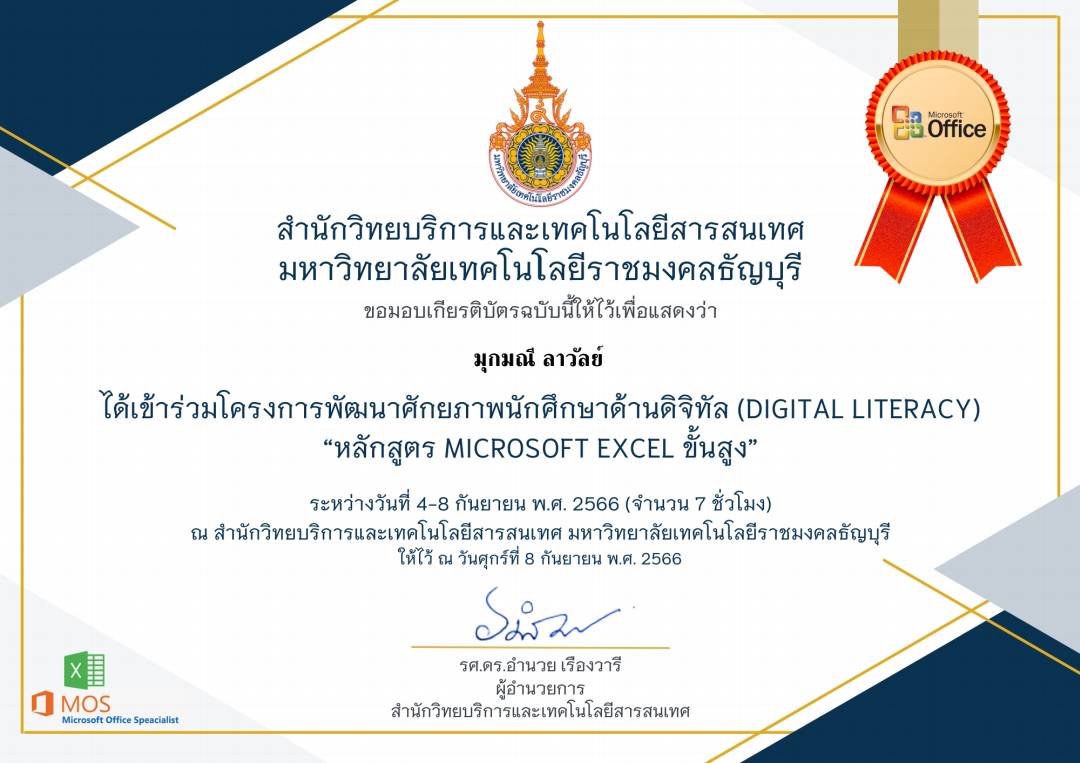 มหาวิทยาลัยเทคโนโลยีราชมงคลธัญบุรี
Microsoft
Office
สำนักวิทยบริการและเทคโนโลยีสารสนเทศ
มหาวิทยาลัยเทคโนโลยีราชมงคลธัญบุรี
ขอมอบเกียรติบัตรฉบับนี้ให้ไว้เพื่อแสดงว่า
มุกมณี ลาวัลย์
ได้เข้าร่วมโครงการพัฒนาศักยภาพนักศึกษาด้านดิจิทัล (DIGITAL LITERACY)
“หลักสูตร MICROSOFT EXCEL ขั้นสูง”
ระหว่างวันที่ 4-8 กันยายน พ.ศ. 2566 (จำนวน 7 ชั่วโมง)
ณ สำนักวิทยบริการและเทคโนโลยีสารสนเทศ มหาวิทยาลัยเทคโนโลยีราชมงคลธัญบุรี
ให้ไว้ ณ วันศุกร์ที่ 8 กันยายน พ.ศ. 2566
รศ.ดร.อำนวย เรืองวารี
ผู้อำนวยการ
สำนักวิทยบริการและเทคโนโลยีสารสนเทศ
X
MOS
Microsoft Office Speacialist